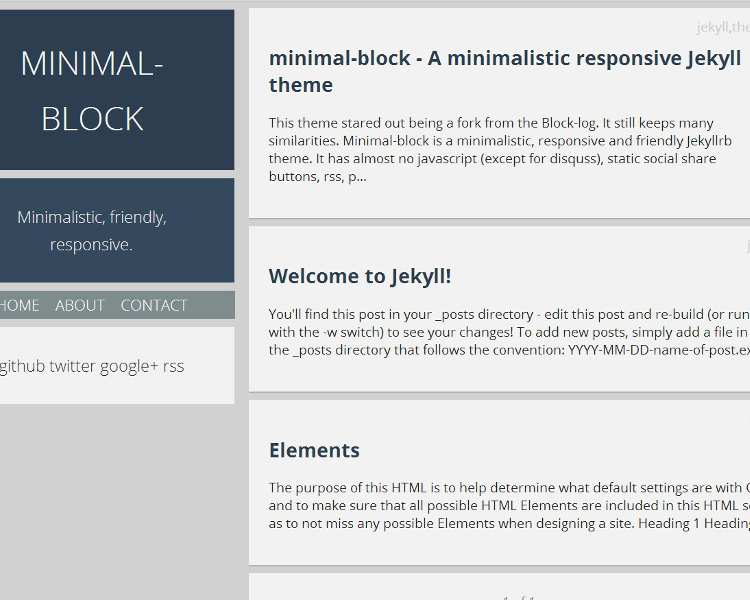 MINIMAL-
BLOCK
Minimalistic, friendly,
responsive.
HOME ABOUT CONTACT
github twitter google+ rss
jekyll,the
minimal-block - A minimalistic responsive Jekyll
theme
This theme stared out being a fork from the Block-log. It still keeps many
similarities. Minimal-block is a minimalistic, responsive and friendly Jekyllrb
theme. It has almost no javascript (except for disquss), static social share
buttons, rss, p...
Welcome to Jekyll!
You'll find this post in your _posts directory - edit this post and re-build (or run
with the -w switch) to see your changes! To add new posts, simply add a file in
the _posts directory that follows the convention: YYYY-MM-DD-name-of-post.ex
Elements
The purpose of this HTML is to help determine what default settings are with
and to make sure that all possible HTML Elements are included in this HTML
as to not miss any possible Elements when designing a site. Heading 1 Heading